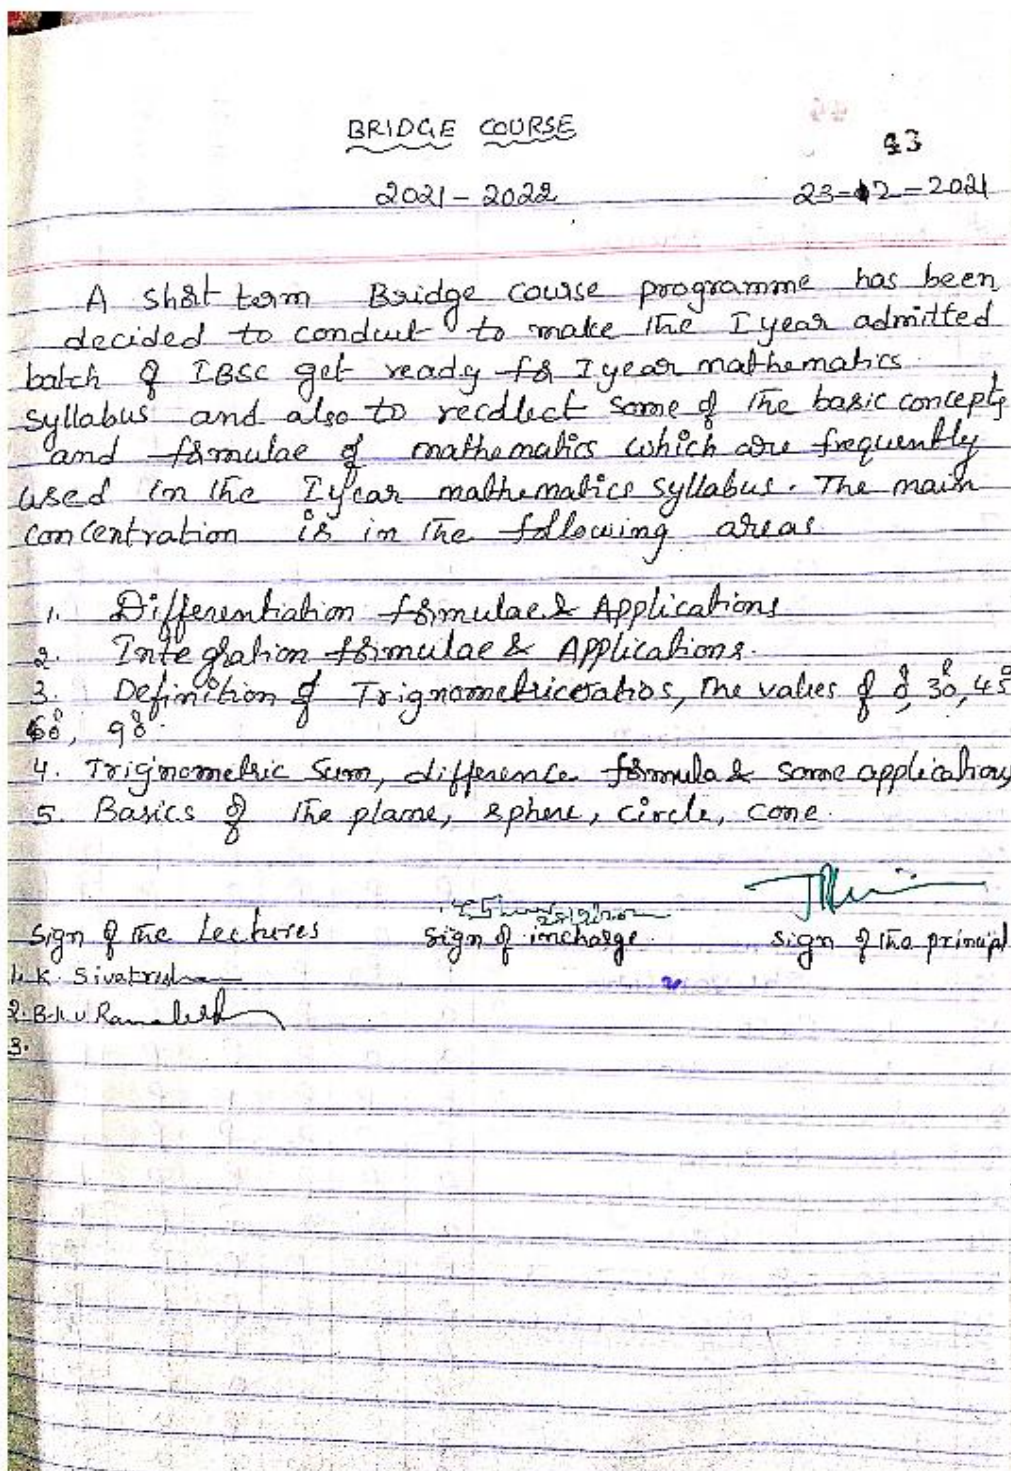 BRIDGE COURSE
43
2021-2022 23-12-2021
A short term Bridge course programme has been
decided to conduct to make the I year admitted
batch of I BSC get ready for I year mathematics
syllabus and also to recollect some of the basic concepts
and formulae of mathematics which are frequently
used in the I year mathematics syllabus. The main
concentration is in the following areas
1. Differentiation formulae & Applications
2. Integration formulae & Applications.
3. Definition of Trignometric ratios, the values of 0°, 30°, 45°
60°, 90°.
4. Trignometric Sum, difference formula & some applications
5. Basics of the plane, sphere, circle, cone.
Sign of the Lectures sign of incharge sign of the principal
1. K. Sivakrishna
2.
3.